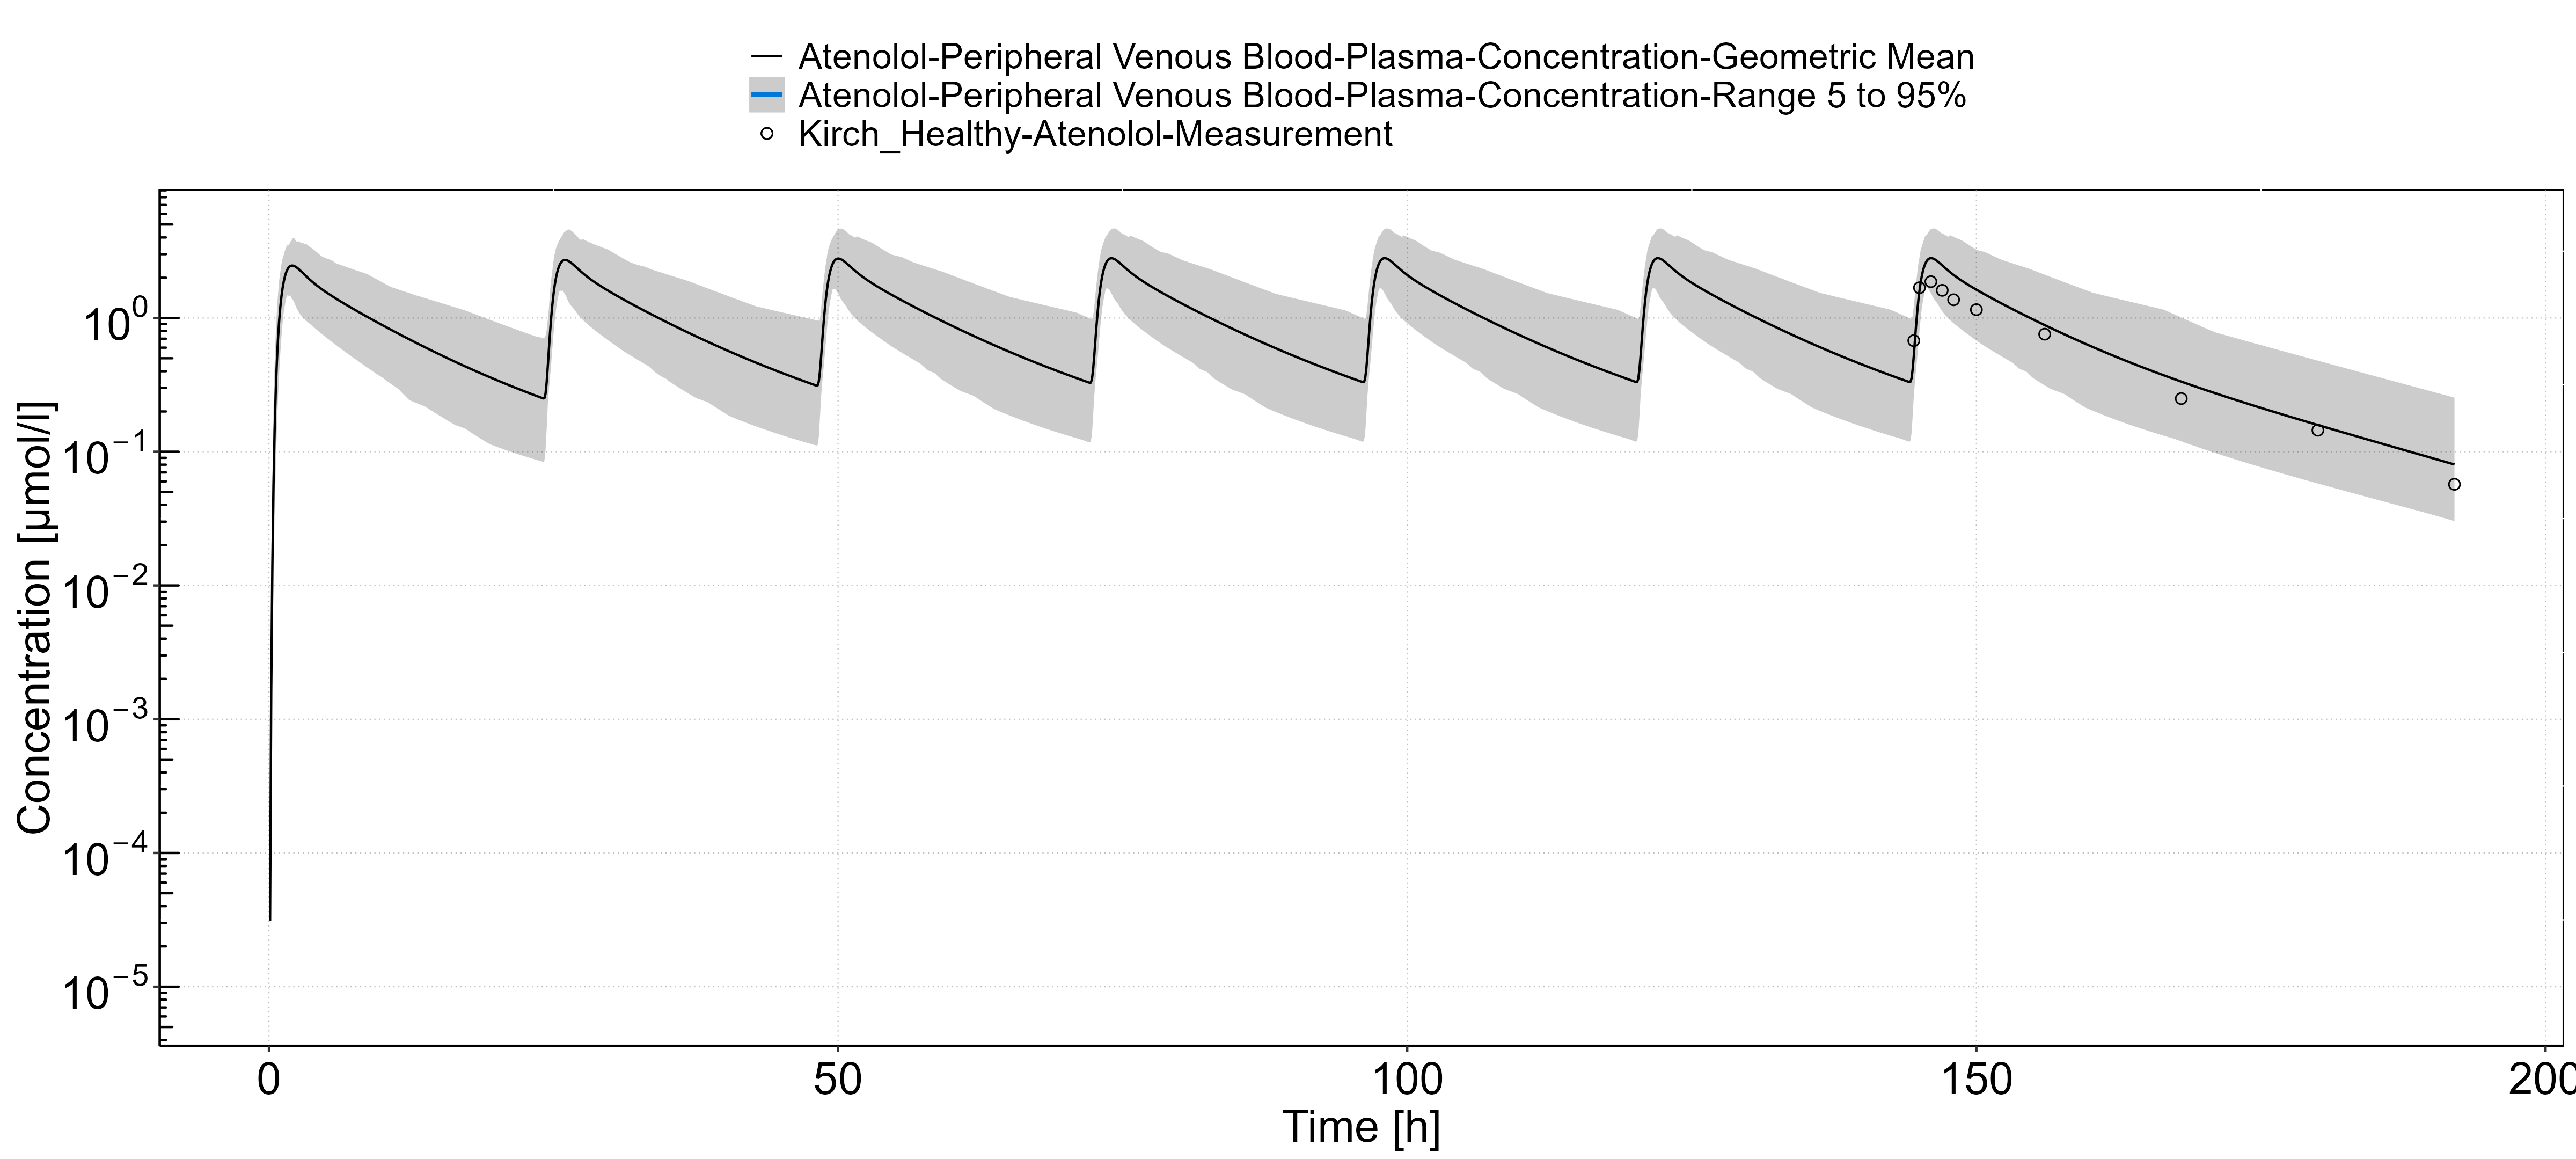 Atenolol-Peripheral Venous Blood-Plasma-Concentration-Geometric Mean
Atenolol-Peripheral Venous Blood-Plasma-Concentration-Range 5 to 95%
Kirch_Healthy-Atenolol-Measurement
Concentration [µmol/l]
10⁰
10⁻¹
10⁻²
10⁻³
10⁻⁴
10⁻⁵
0 50 100 150 200
Time [h]